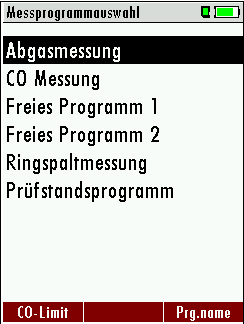 Messprogrammauswahl
Abgasmessung
CO Messung
Freies Programm 1
Freies Programm 2
Ringspaltmessung
Prüfstandsprogramm
CO-Limit Prg.name